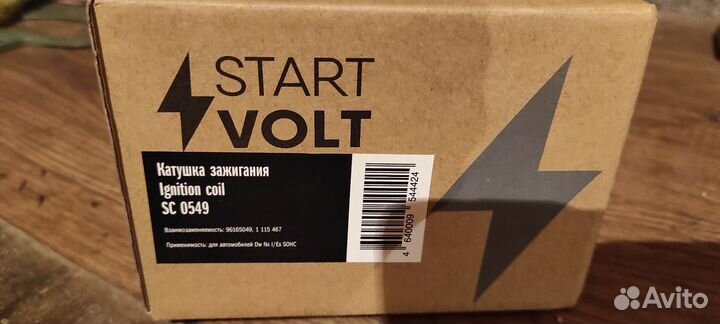 START
VOLT
Катушка зажигания
Ignition coil
SC 0549
Взаимозаменяемость: 96165049, 1 115 467
Применимость: для автомобилей Dw Nx I/Es SOHC
4 640009 544424
Avito